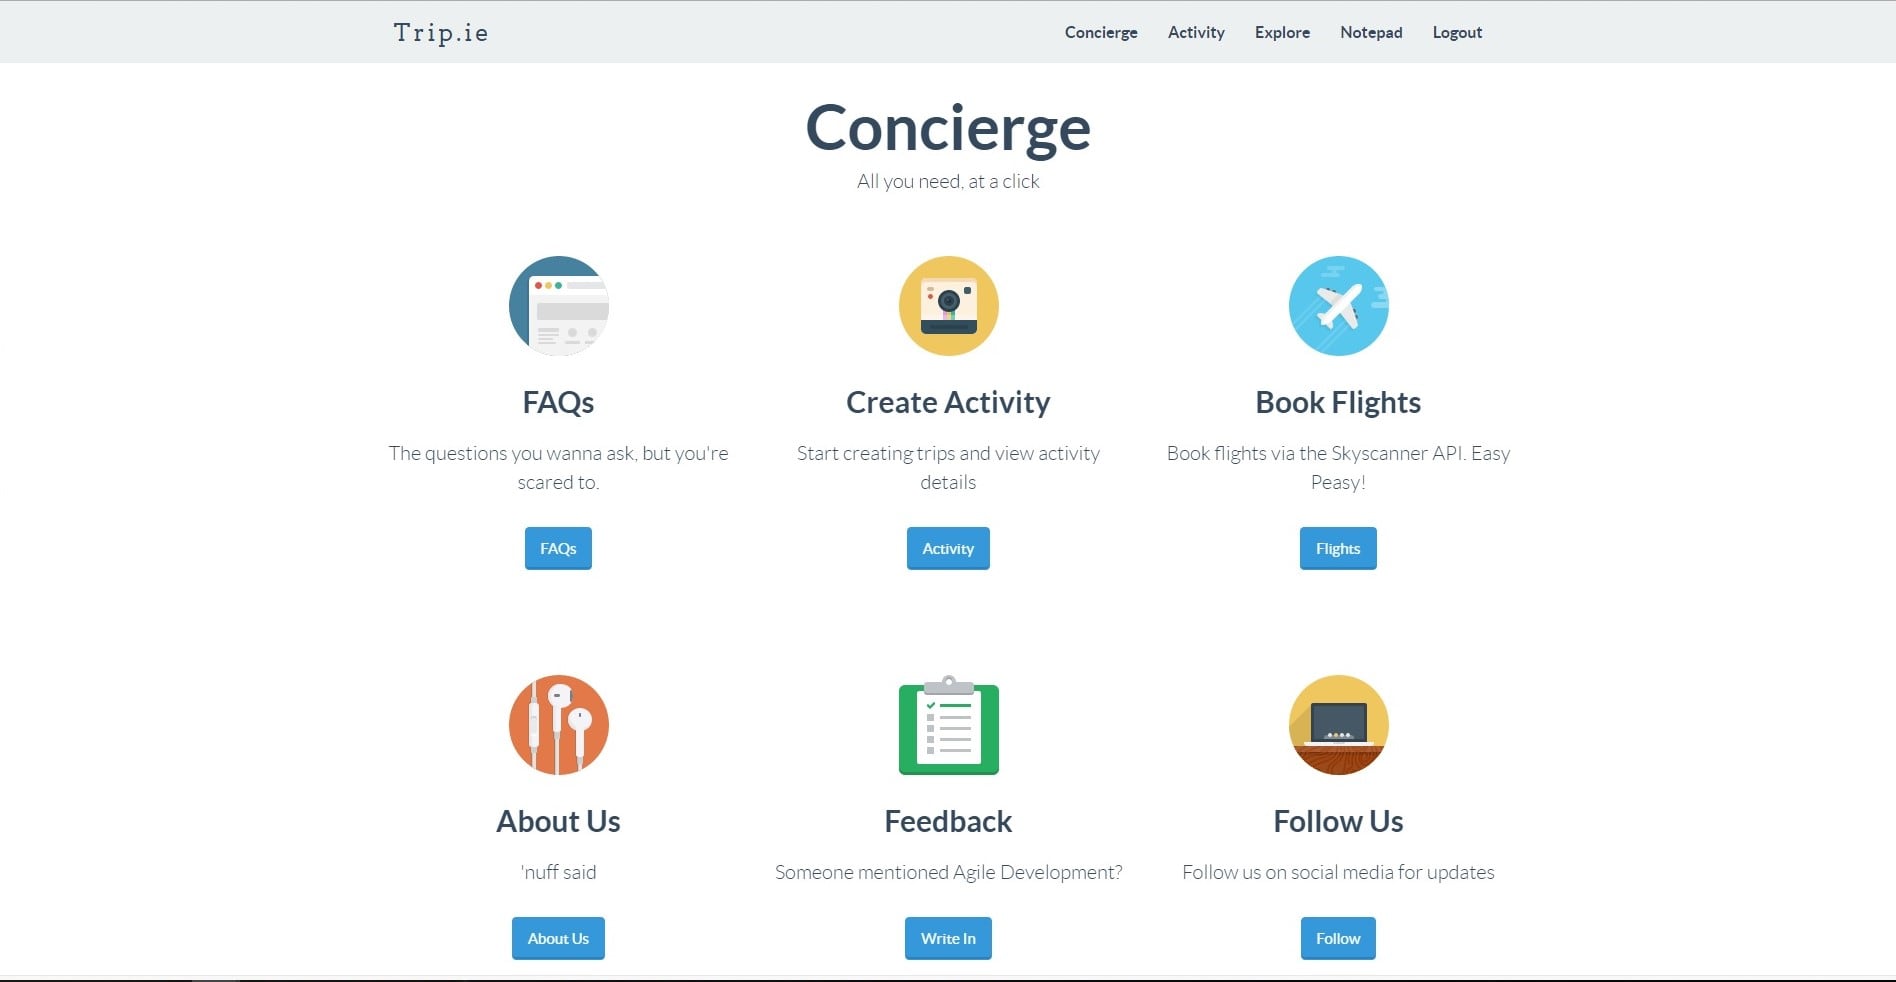 Trip.ie
Concierge
Activity
Explore
Notepad
Logout
Concierge
All you need, at a click
FAQs
The questions you wanna ask, but you're
scared to.
FAQs
Create Activity
Start creating trips and view activity
details
Activity
Book Flights
Book flights via the Skyscanner API. Easy
Peasy!
Flights
About Us
'nuff said
About Us
Feedback
Someone mentioned Agile Development?
Write In
Follow Us
Follow us on social media for updates
Follow